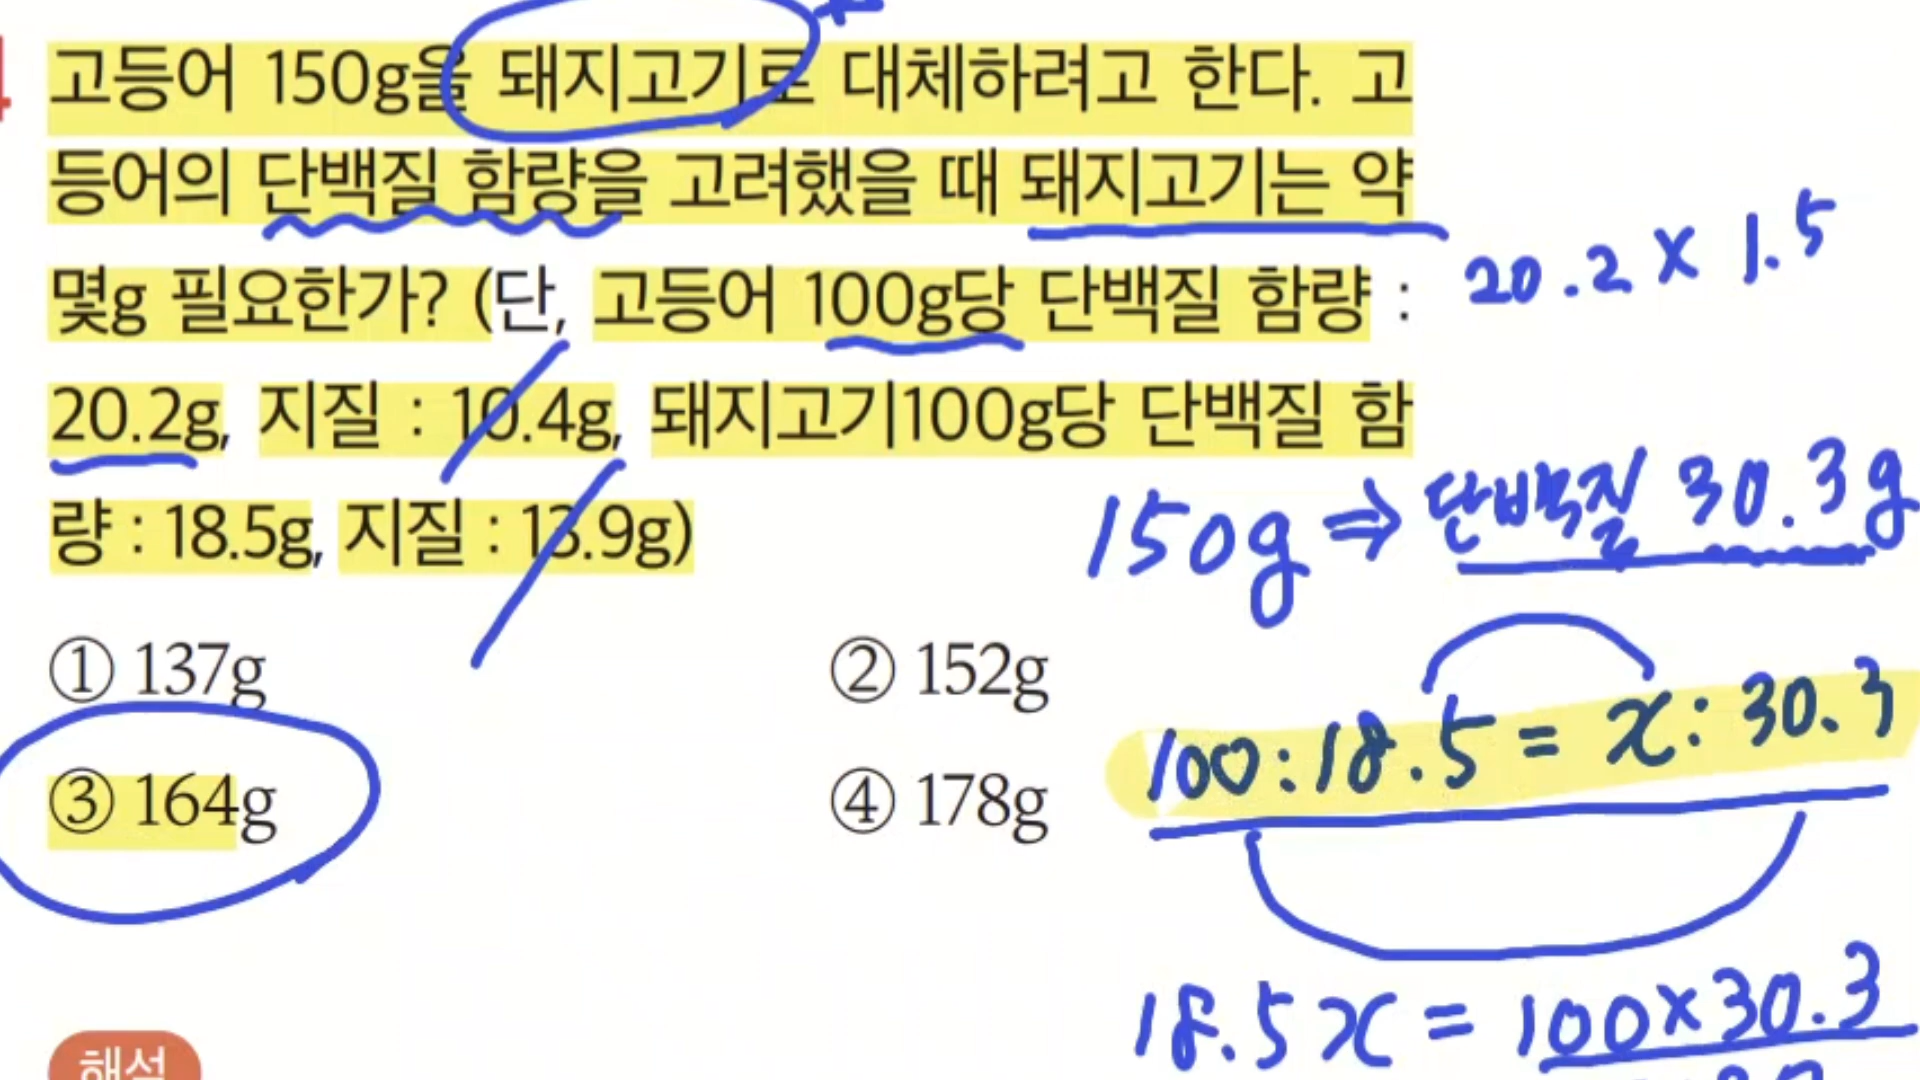 고등어 150g을 돼지고기로 대체하려고 한다. 고
등어의 단백질 함량을 고려했을 때 돼지고기는 약
몇g 필요한가? (단, 고등어 100g당 단백질 함량 :
20.2g, 지질 : 10.4g, 돼지고기100g당 단백질 함
량 : 18.5g, 지질 : 13.9g)
① 137g
② 152g
③ 164g
④ 178g
해설
20.2 x 1.5
150g ⇒ 단백질 30.3g
100:18.5 = x:30.3
18.5x = 100x30.3